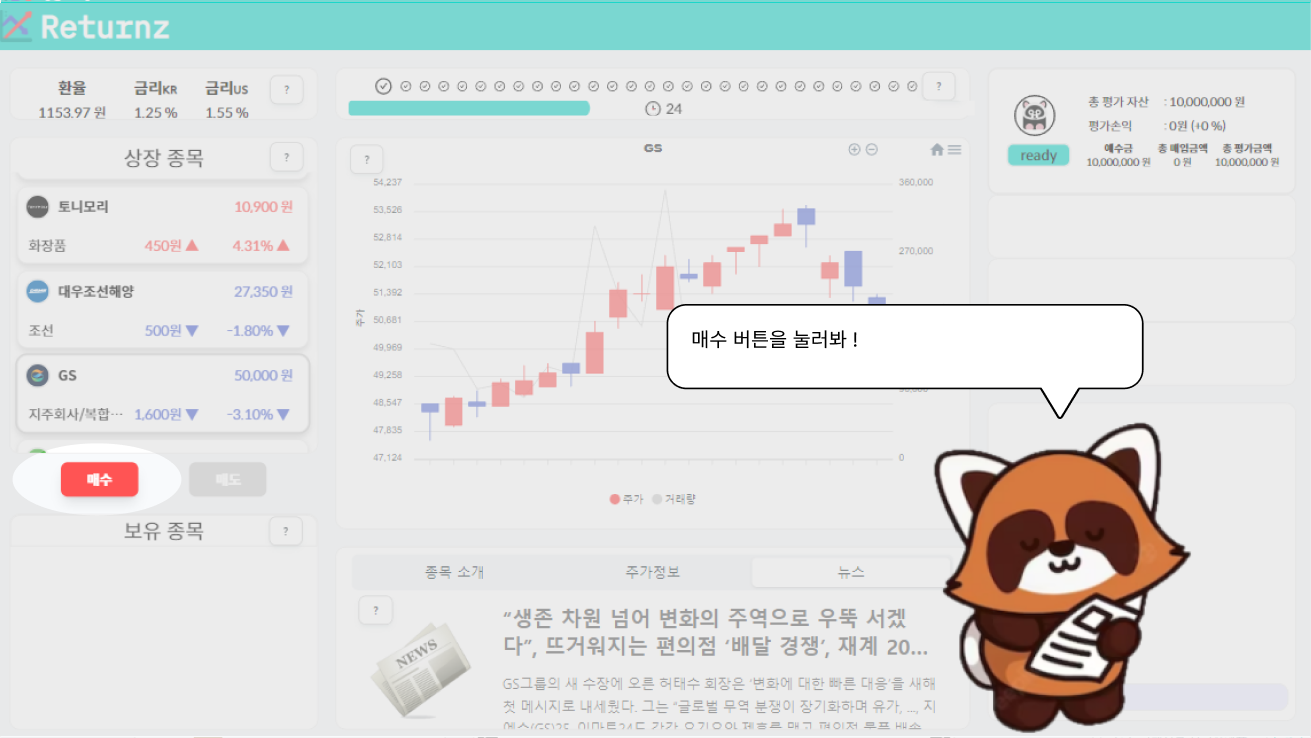 Returnz
환율 금리KR 금리US ?
1153.97 원 1.25 % 1.55 %
상장 종목 ?
토니모리 10,900 원
화장품 450원 ▲ 4.31% ▲
대우조선해양 27,350 원
조선 500원 ▼ -1.80% ▼
GS 50,000 원
지주회사/복합… 1,600원 ▼ -3.10% ▼
매수 매도
보유 종목 ?
?
24
?
GS
54,237
53,526
52,814
52,103
51,392
50,681
49,969
49,258
48,547
47,835
47,124
주가
360,000
270,000
0
주가 거래량
종목 소개 주가정보 뉴스
?
NEWS
“생존 차원 넘어 변화의 주역으로 우뚝 서겠
다”, 뜨거워지는 편의점 ‘배달 경쟁’, 재계 20...
GS그룹의 새 수장에 오른 허태수 회장은 ‘변화에 대한 빠른 대응’을 새해
첫 메시지로 내세웠다. 그는 “글로벌 무역 분쟁이 장기화하며 유가, ..., 지
총 평가 자산 : 10,000,000 원
평가손익 : 0원 (+0 %)
ready
예수금 총 매입금액 총 평가금액
10,000,000 원 0 원 10,000,000 원
매수 버튼을 눌러봐 !